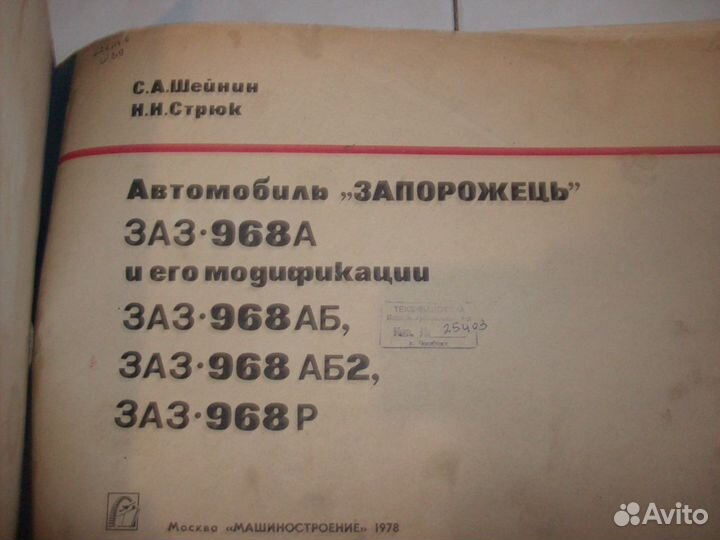 С.А.Шейнин
И.И.Стрюк
Автомобиль „ЗАПОРОЖЕЦЬ”
ЗАЗ·968А
и его модификации
ЗАЗ·968АБ,
ЗАЗ·968 АБ2,
ЗАЗ·968Р
25403
Москва «МАШИНОСТРОЕНИЕ» 1978
Avito